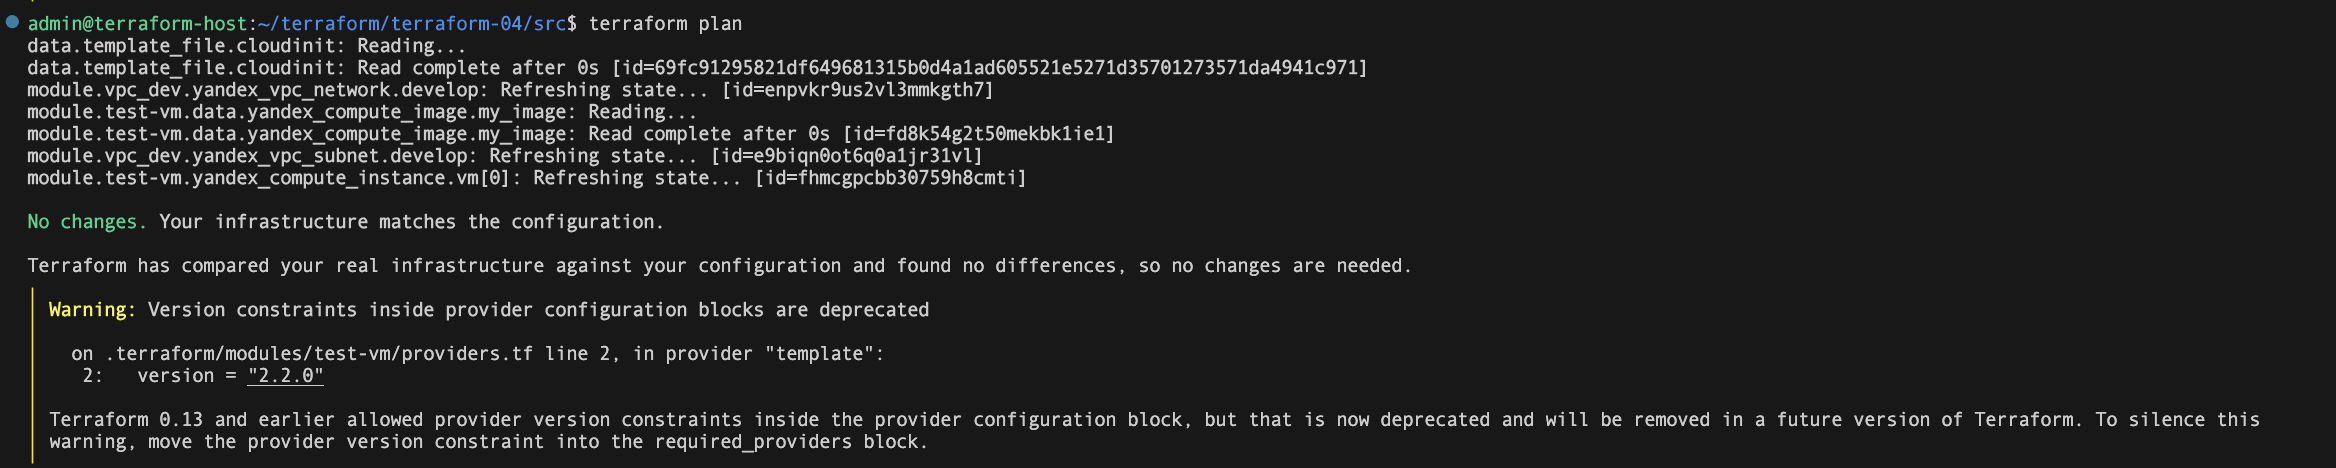 admin@terraform-host:~/terraform/terraform-04/src$ terraform plan
data.template_file.cloudinit: Reading...
data.template_file.cloudinit: Read complete after 0s [id=69fc91295821df649681315b0d4a1ad605521e5271d35701273571da4941c971]
module.vpc_dev.yandex_vpc_network.develop: Refreshing state... [id=enpvkr9us2vl3mmkgth7]
module.test-vm.data.yandex_compute_image.my_image: Reading...
module.test-vm.data.yandex_compute_image.my_image: Read complete after 0s [id=fd8k54g2t50mekbk1ie1]
module.vpc_dev.yandex_vpc_subnet.develop: Refreshing state... [id=e9biqn0ot6q0a1jr31vl]
module.test-vm.yandex_compute_instance.vm[0]: Refreshing state... [id=fhmcgpcbb30759h8cmti]
No changes. Your infrastructure matches the configuration.
Terraform has compared your real infrastructure against your configuration and found no differences, so no changes are needed.
Warning: Version constraints inside provider configuration blocks are deprecated
on .terraform/modules/test-vm/providers.tf line 2, in provider "template":
2: version = "2.2.0"
Terraform 0.13 and earlier allowed provider version constraints inside the provider configuration block, but that is now deprecated and will be removed in a future version of Terraform. To silence this
warning, move the provider version constraint into the required_providers block.